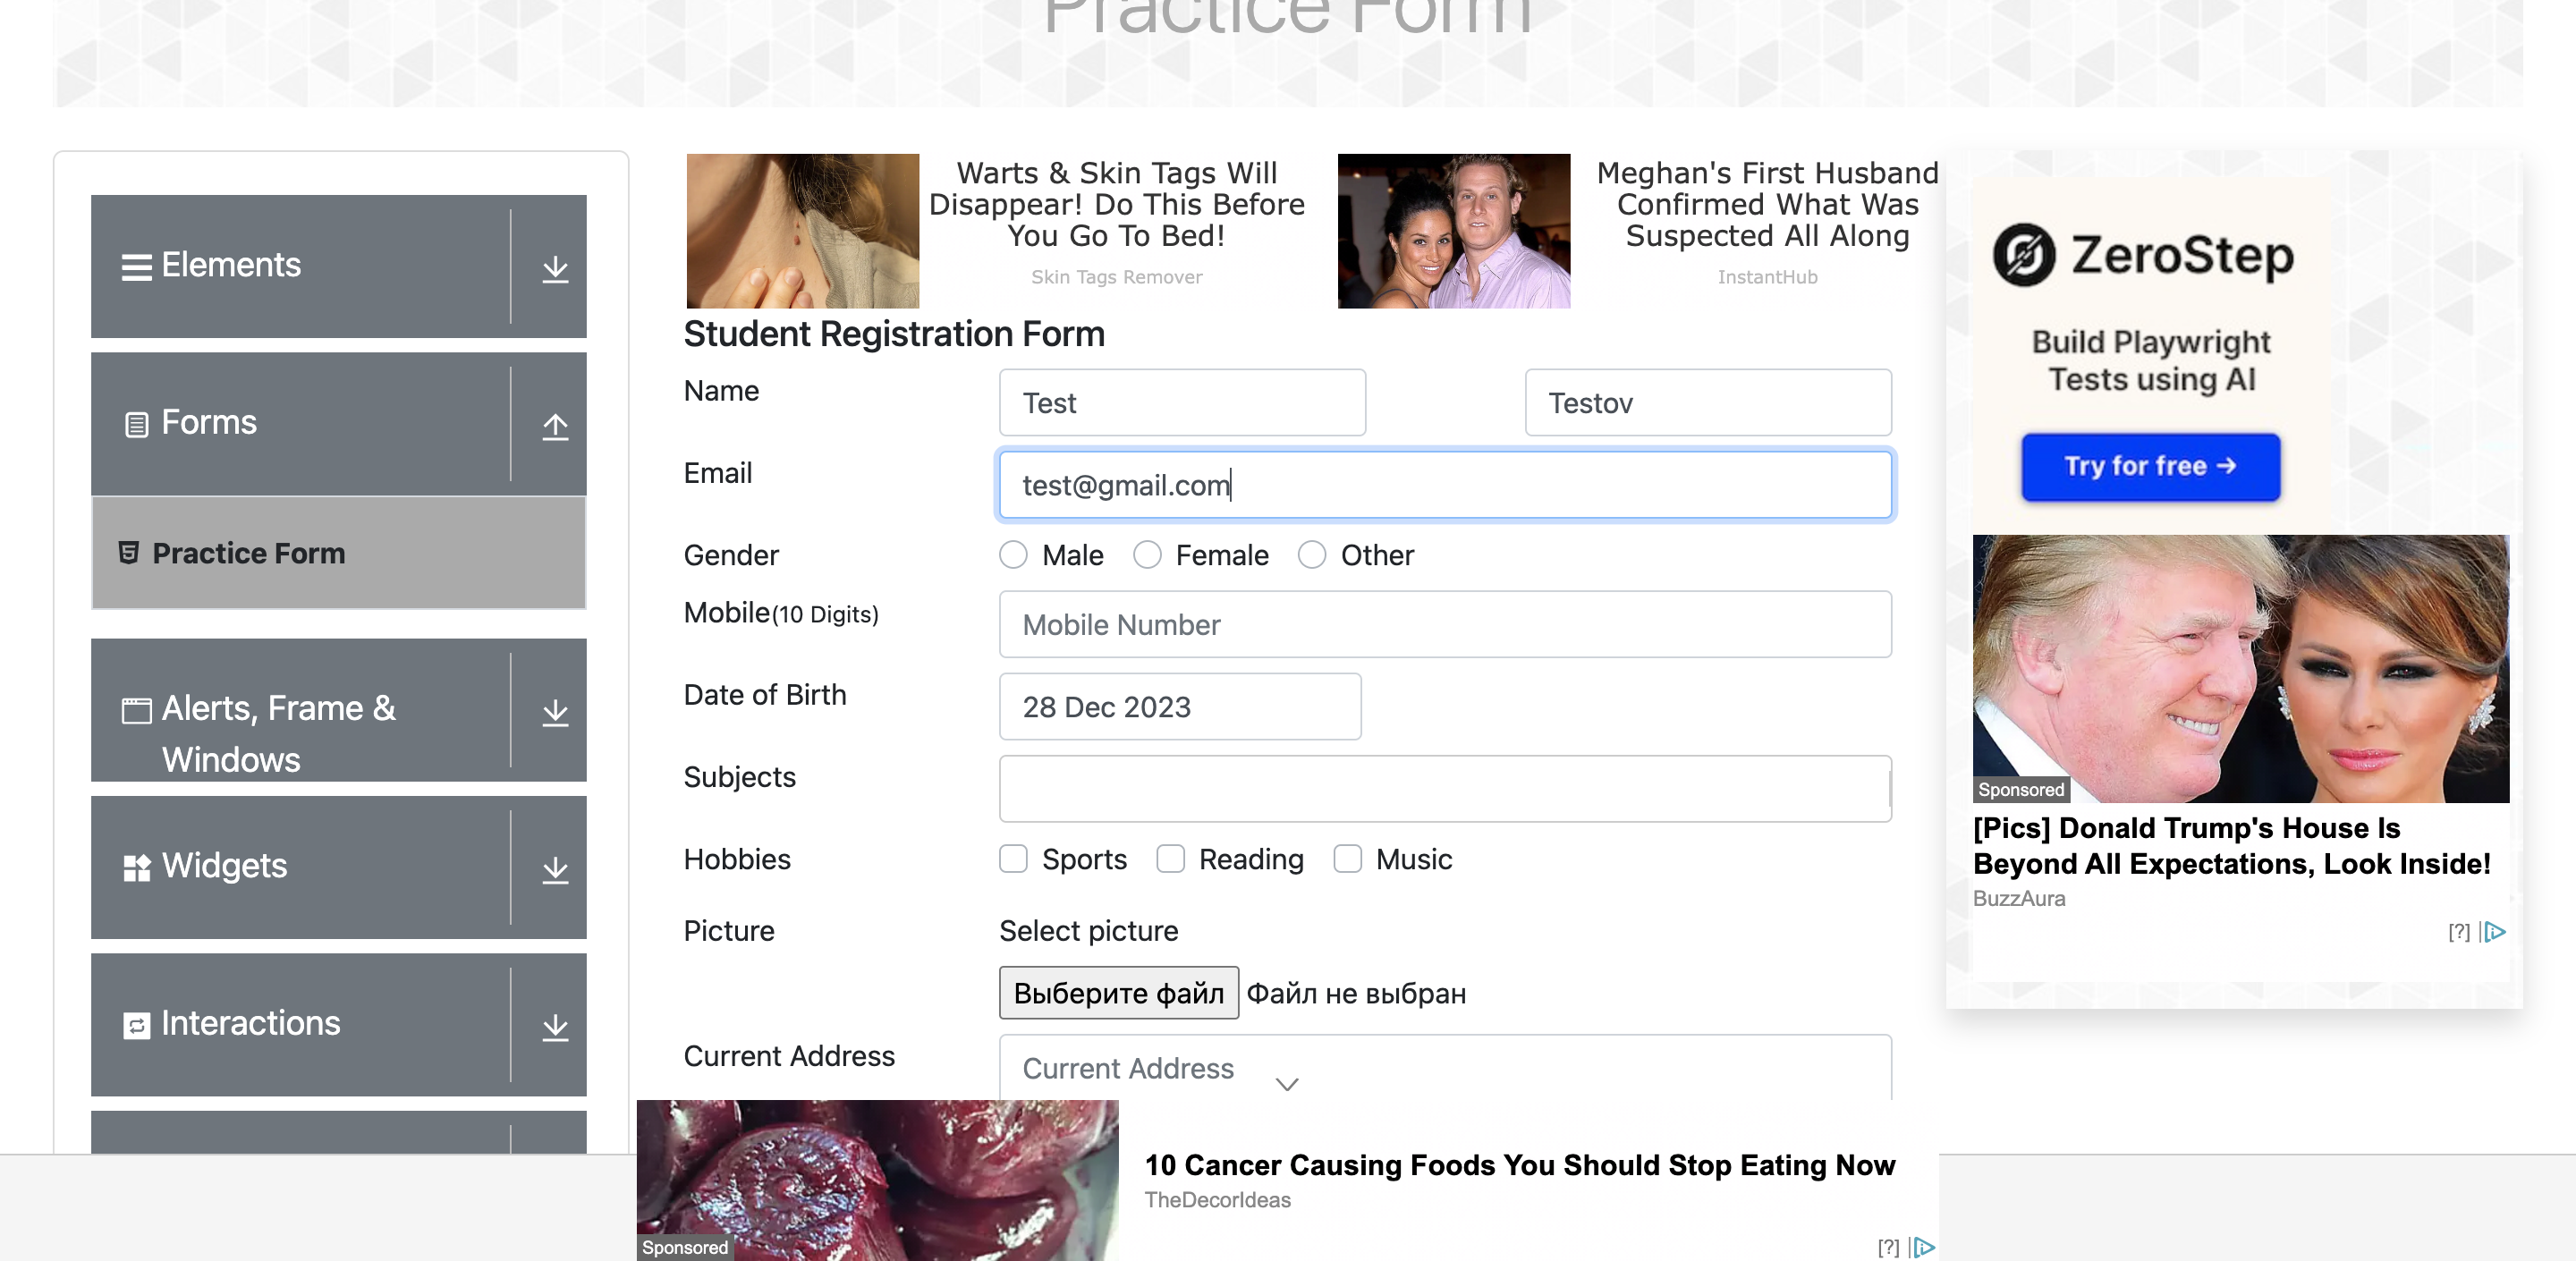 Practice Form
Elements
Forms
Practice Form
Alerts, Frame &
Windows
Widgets
Interactions
Warts & Skin Tags Will
Disappear! Do This Before
You Go To Bed!
Skin Tags Remover
Meghan's First Husband
Confirmed What Was
Suspected All Along
InstantHub
Student Registration Form
Name Test Testov
Email test@gmail.com
Gender Male Female Other
Mobile(10 Digits) Mobile Number
Date of Birth 28 Dec 2023
Subjects
Hobbies Sports Reading Music
Picture Select picture
Выберите файл Файл не выбран
Current Address Current Address
ZeroStep
Build Playwright
Tests using AI
Try for free →
Sponsored
[Pics] Donald Trump's House Is
Beyond All Expectations, Look Inside!
BuzzAura
[?]
10 Cancer Causing Foods You Should Stop Eating Now
TheDecorIdeas
Sponsored
[?]